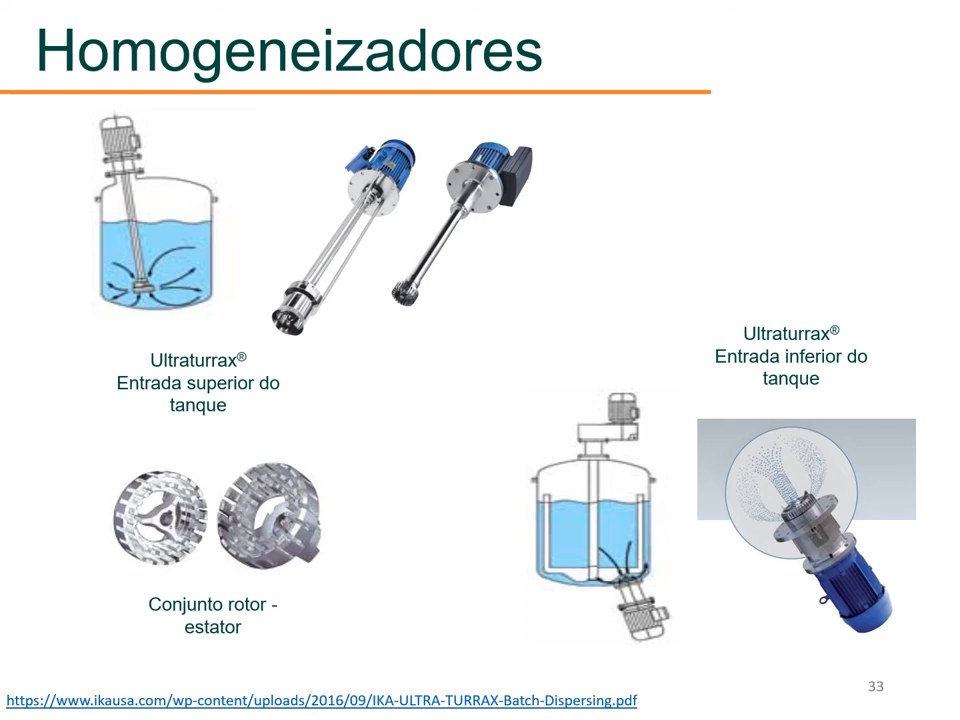 Homogeneizadores
Ultraturrax®
Entrada superior do
tanque
Ultraturrax®
Entrada inferior do
tanque
Conjunto rotor -
estator
https://www.ikausa.com/wp-content/uploads/2016/09/IKA-ULTRA-TURRAX-Batch-Dispersing.pdf
33